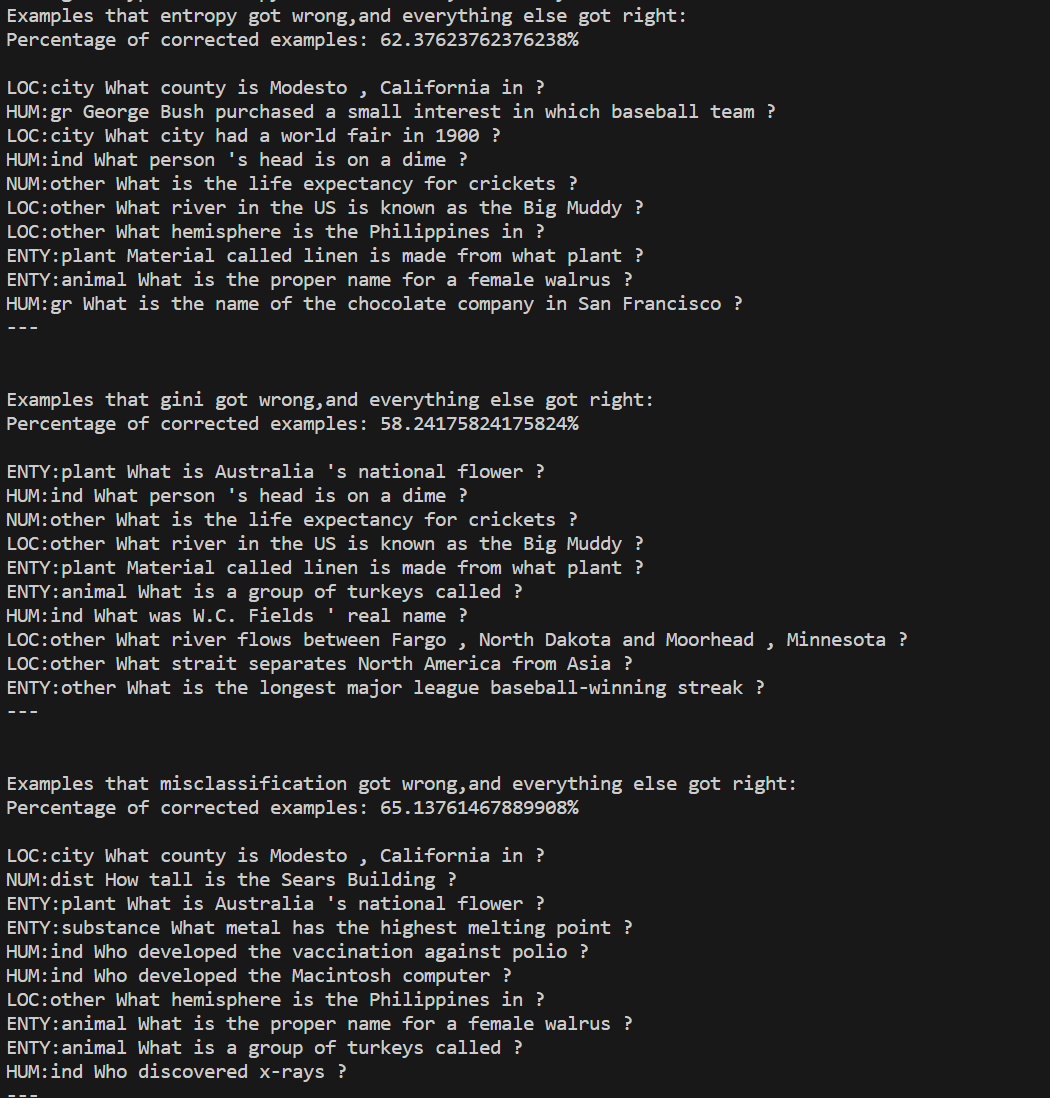 Examples that entropy got wrong,and everything else got right:
Percentage of corrected examples: 62.37623762376238%
LOC:city What county is Modesto , California in ?
HUM:gr George Bush purchased a small interest in which baseball team ?
LOC:city What city had a world fair in 1900 ?
HUM:ind What person 's head is on a dime ?
NUM:other What is the life expectancy for crickets ?
LOC:other What river in the US is known as the Big Muddy ?
LOC:other What hemisphere is the Philippines in ?
ENTY:plant Material called linen is made from what plant ?
ENTY:animal What is the proper name for a female walrus ?
HUM:gr What is the name of the chocolate company in San Francisco ?
---
Examples that gini got wrong,and everything else got right:
Percentage of corrected examples: 58.24175824175824%
ENTY:plant What is Australia 's national flower ?
HUM:ind What person 's head is on a dime ?
NUM:other What is the life expectancy for crickets ?
LOC:other What river in the US is known as the Big Muddy ?
ENTY:plant Material called linen is made from what plant ?
ENTY:animal What is a group of turkeys called ?
HUM:ind What was W.C. Fields ' real name ?
LOC:other What river flows between Fargo , North Dakota and Moorhead , Minnesota ?
LOC:other What strait separates North America from Asia ?
ENTY:other What is the longest major league baseball-winning streak ?
---
Examples that misclassification got wrong,and everything else got right:
Percentage of corrected examples: 65.13761467889908%
LOC:city What county is Modesto , California in ?
NUM:dist How tall is the Sears Building ?
ENTY:plant What is Australia 's national flower ?
ENTY:substance What metal has the highest melting point ?
HUM:ind Who developed the vaccination against polio ?
HUM:ind Who developed the Macintosh computer ?
LOC:other What hemisphere is the Philippines in ?
ENTY:animal What is the proper name for a female walrus ?
ENTY:animal What is a group of turkeys called ?
HUM:ind Who discovered x-rays ?
---